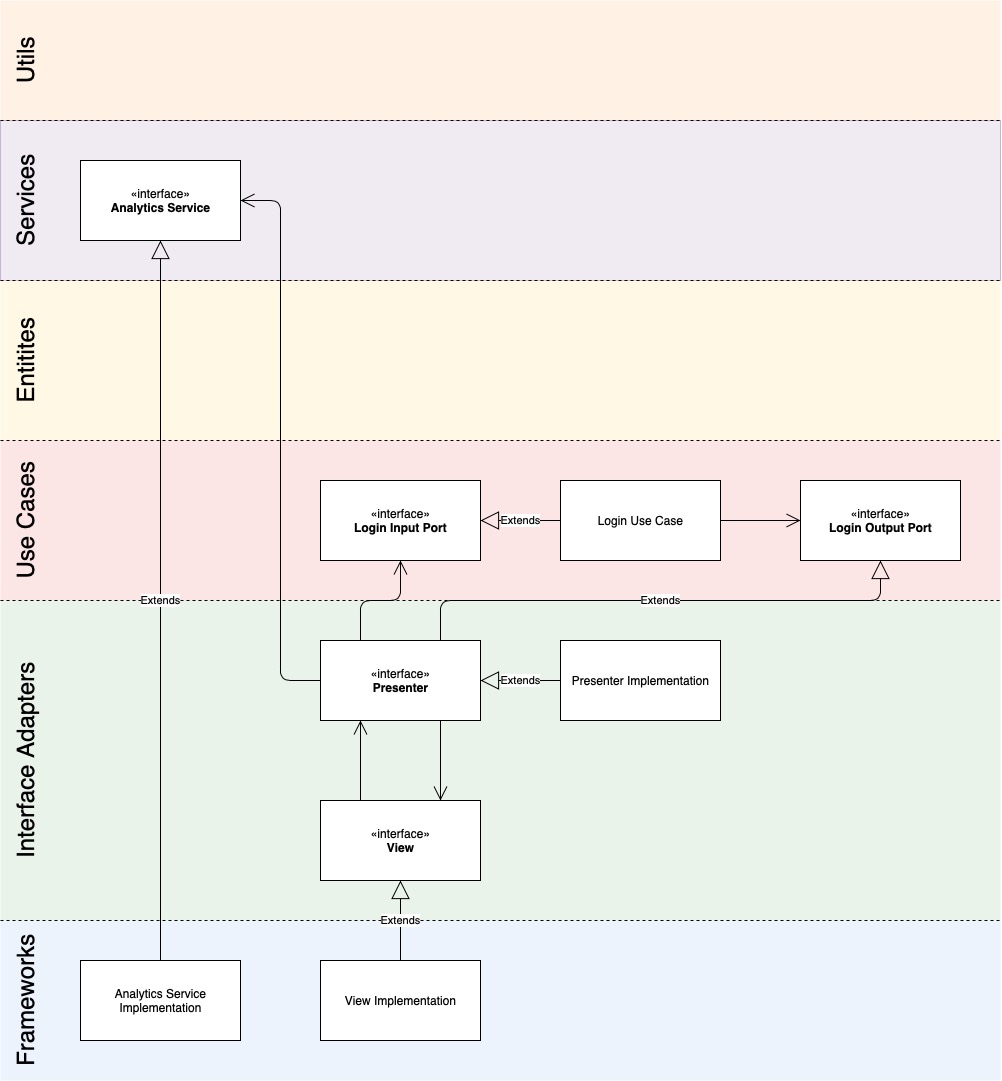 Utils
Services
«interface»
Analytics Service
Entitites
Use Cases
«interface»
Login Input Port
Extends
Login Use Case
«interface»
Login Output Port
Extends
Extends
Interface Adapters
«interface»
Presenter
Extends
Presenter Implementation
«interface»
View
Extends
Frameworks
Analytics Service
Implementation
View Implementation